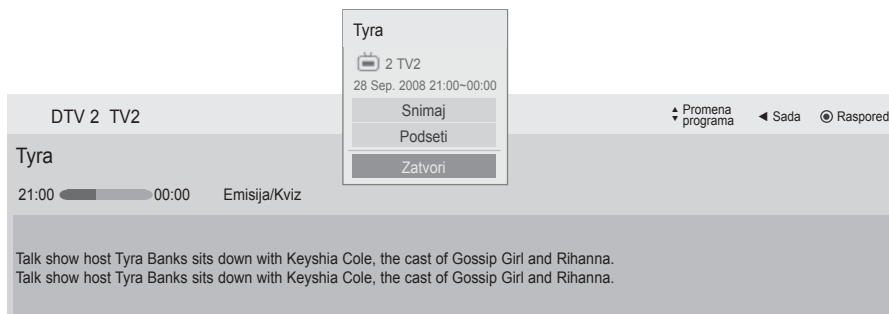 Tyra
2 TV2
28 Sep. 2008 21:00~00:00
Snimaj
Podseti
Zatvori
DTV 2 TV2
Promena
programa
Sada
Raspored
Tyra
21:00 00:00 Emisija/Kviz
Talk show host Tyra Banks sits down with Keyshia Cole, the cast of Gossip Girl and Rihanna.
Talk show host Tyra Banks sits down with Keyshia Cole, the cast of Gossip Girl and Rihanna.